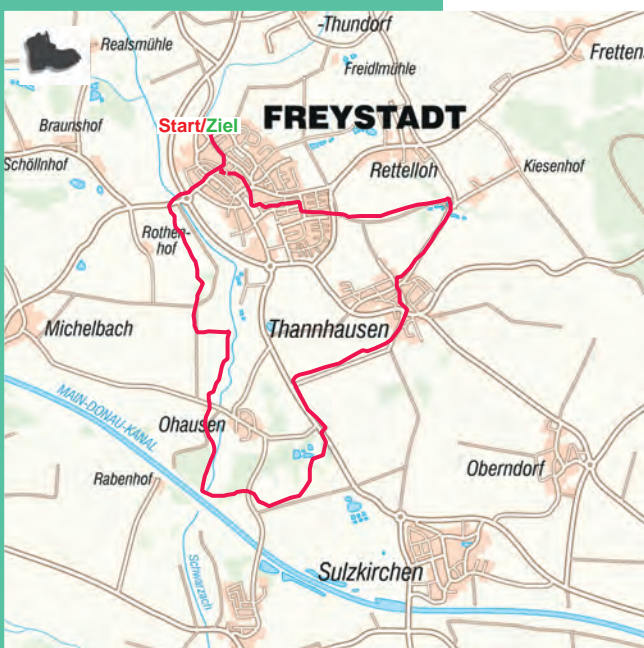 -Thundorf
Realsmühle
Frettens
Freidlmühle
FREYSTADT
Braunshof
Start/Ziel
Schöllnhof
Rettelloh
Kiesenhof
Rothen-
hof
Michelbach
Thannhausen
MAIN-DONAU-KANAL
Ohausen
Rabenhof
Oberndorf
Schwarzach
Sulzkirchen